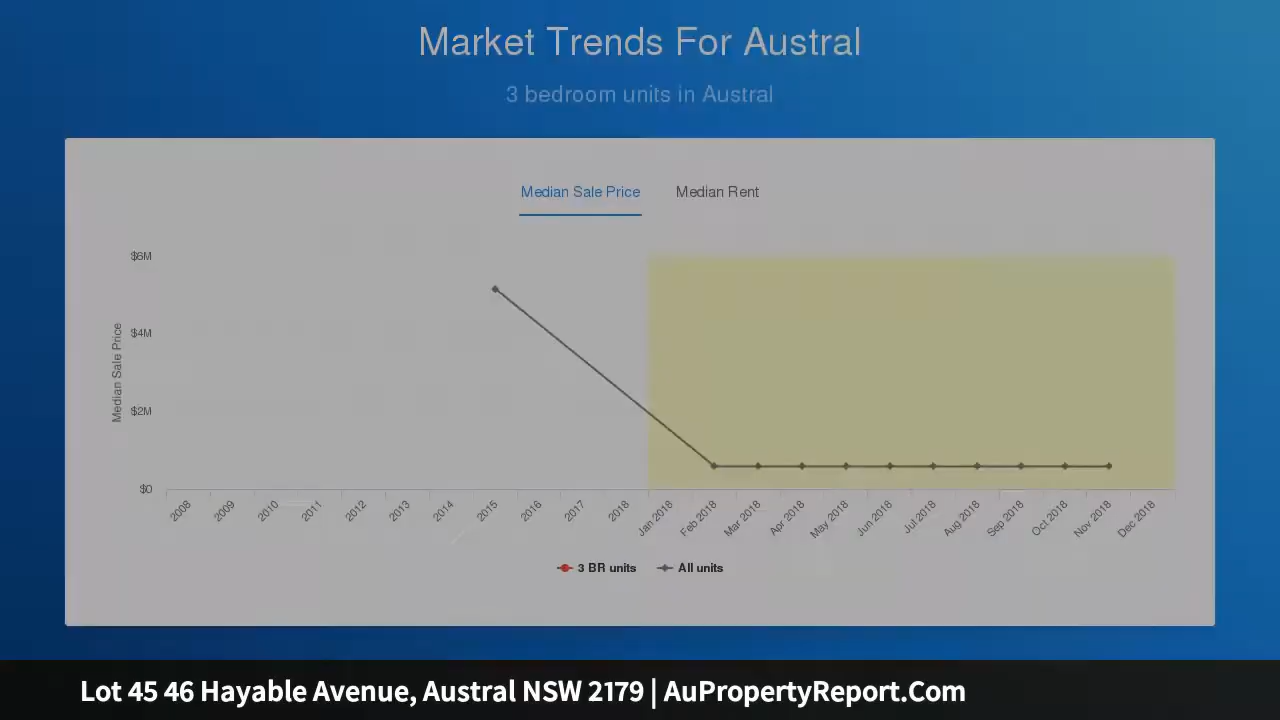 Market Trends For Austral
3 bedroom units in Austral
Median Sale Price Median Rent
$6M
$4M
$2M
$0
Median Sale Price
2008 2009 2010 2011 2012 2013 2014 2015 2016 2017 2018 Jan 2018 Feb 2018 Mar 2018 Apr 2018 May 2018 Jun 2018 Jul 2018 Aug 2018 Sep 2018 Oct 2018 Nov 2018 Dec 2018
3 BR units All units
Lot 45 46 Hayable Avenue, Austral NSW 2179 | AuPropertyReport.Com